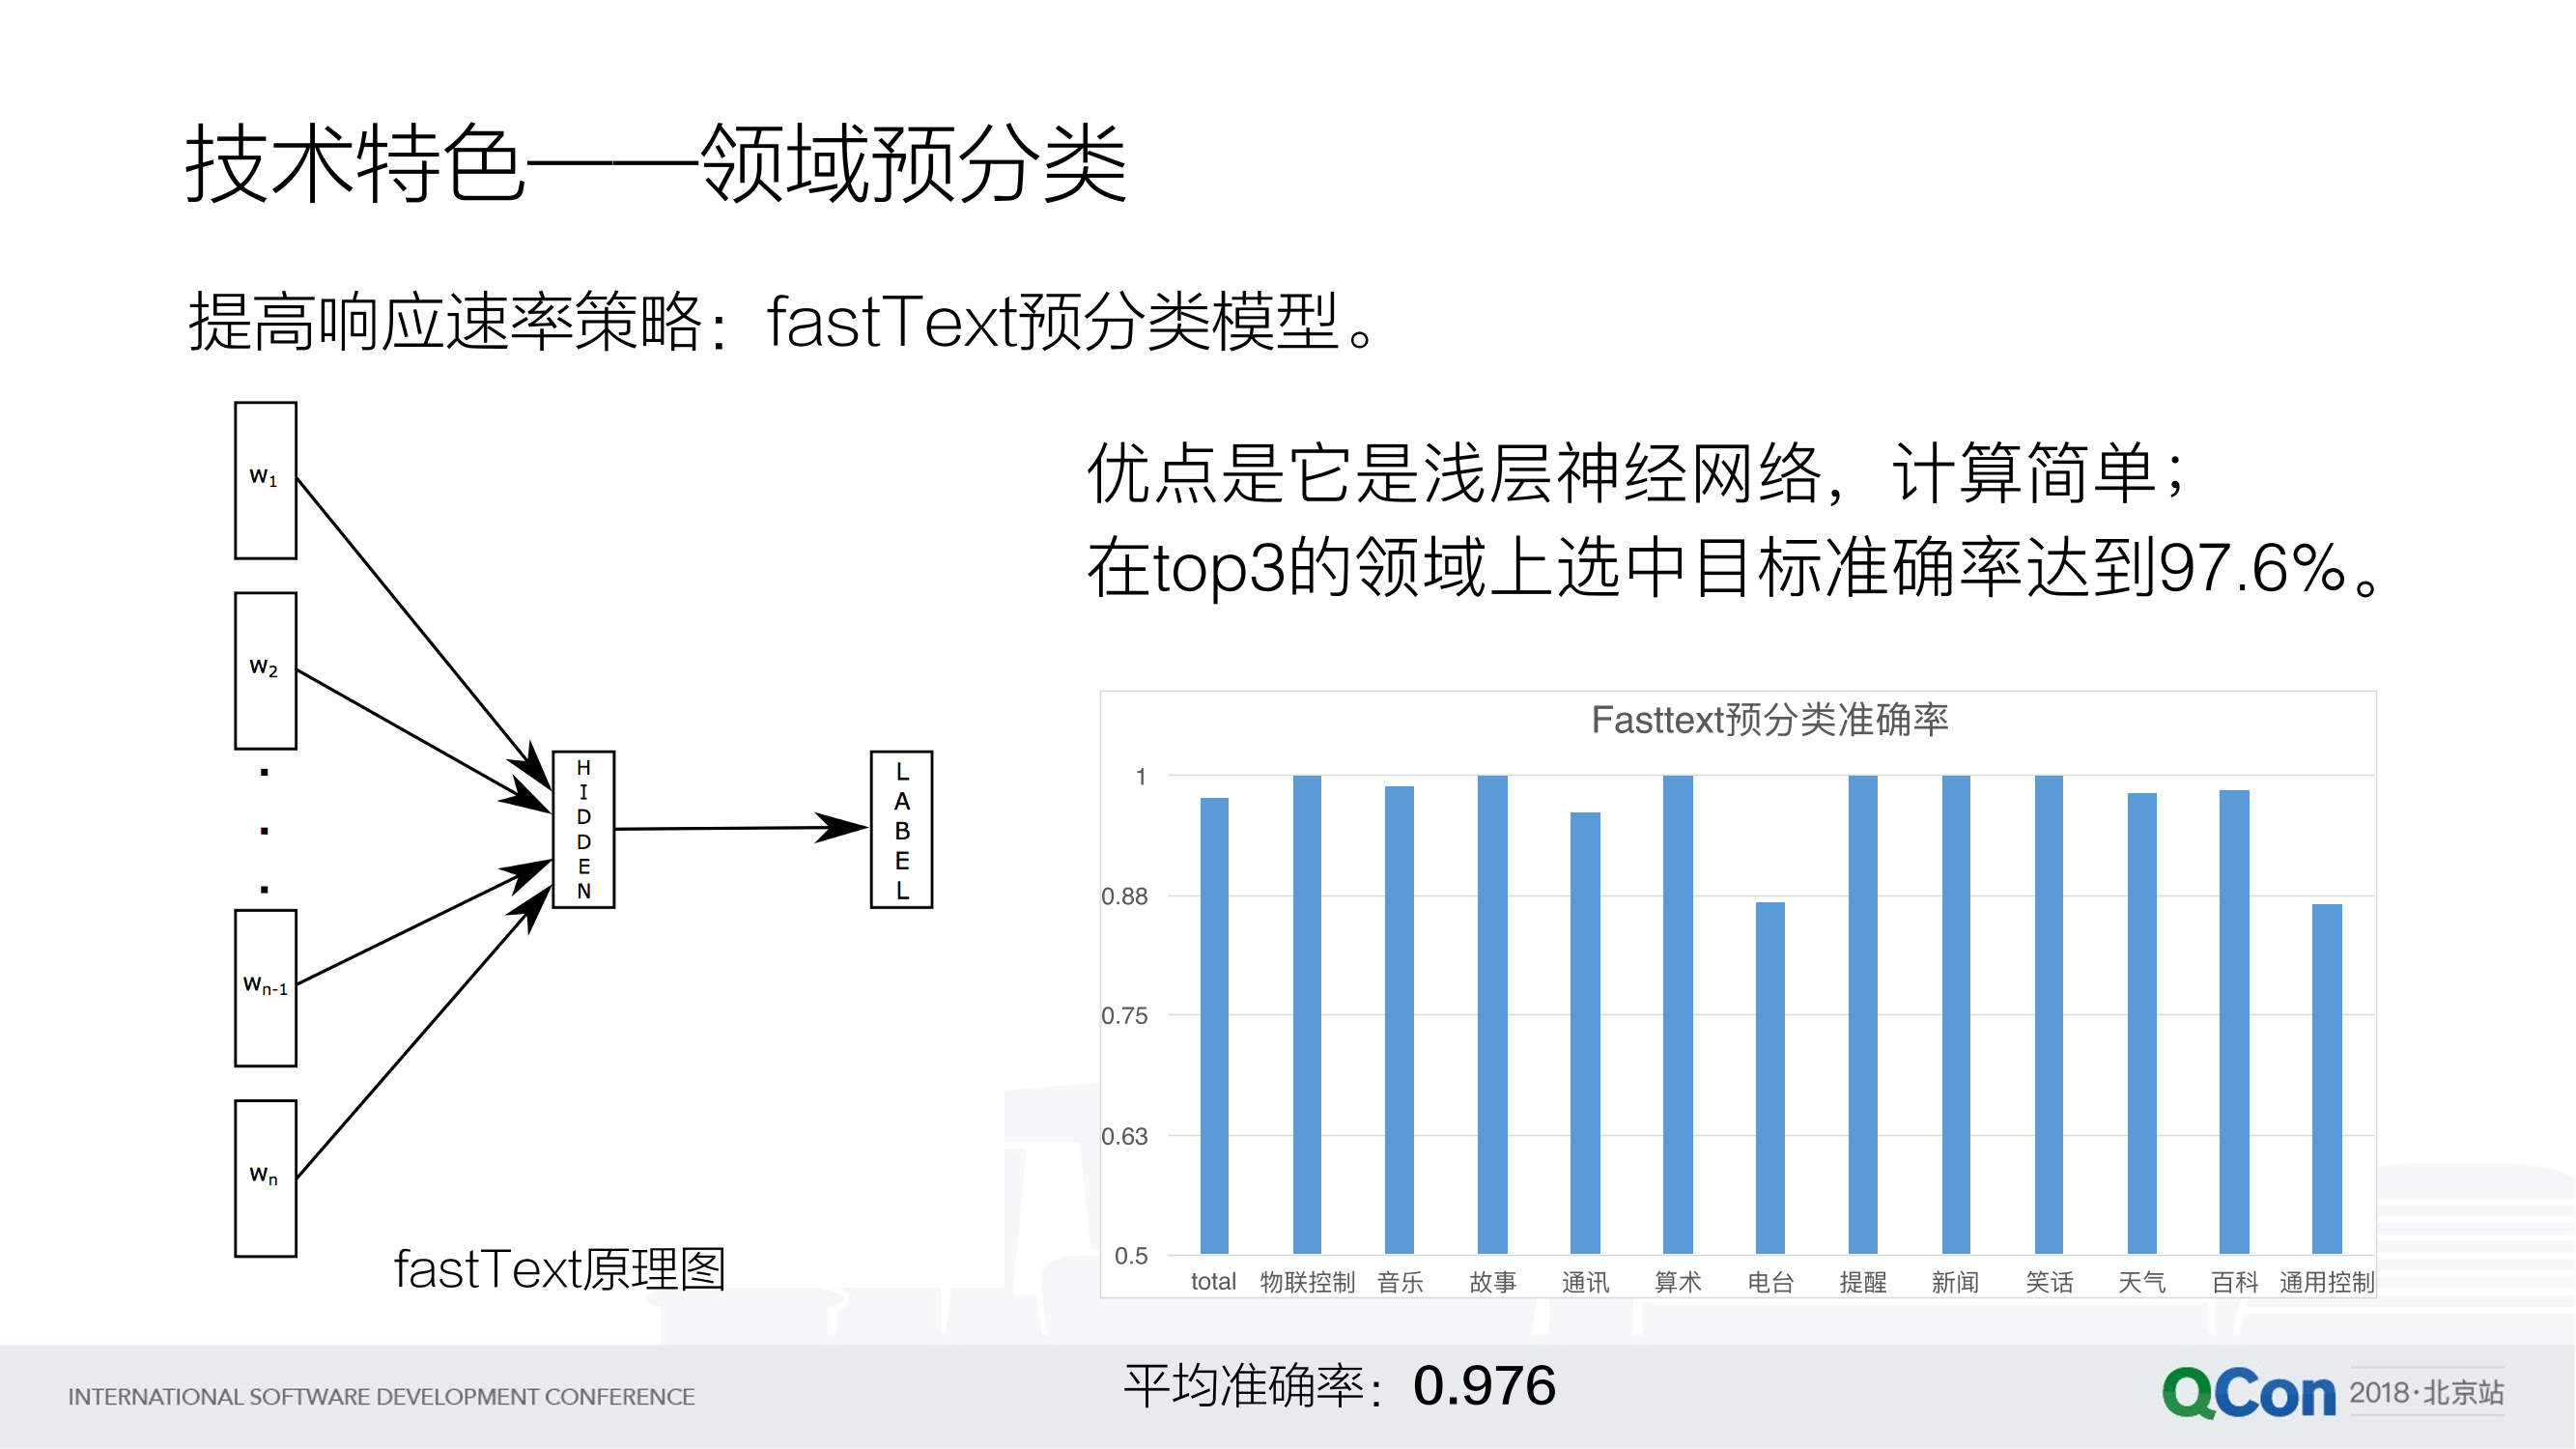 技术特色——领域预分类
提高响应速率策略：fastText预分类模型。
w1
w2
wn-1
wn
HIDDEN
LABEL
fastText原理图
优点是它是浅层神经网络，计算简单；
在top3的领域上选中目标准确率达到97.6%。
Fasttext预分类准确率
1
0.88
0.75
0.63
0.5
total 物联控制 音乐 故事 通讯 算术 电台 提醒 新闻 笑话 天气 百科 通用控制
平均准确率：0.976
INTERNATIONAL SOFTWARE DEVELOPMENT CONFERENCE
QCon 2018·北京站